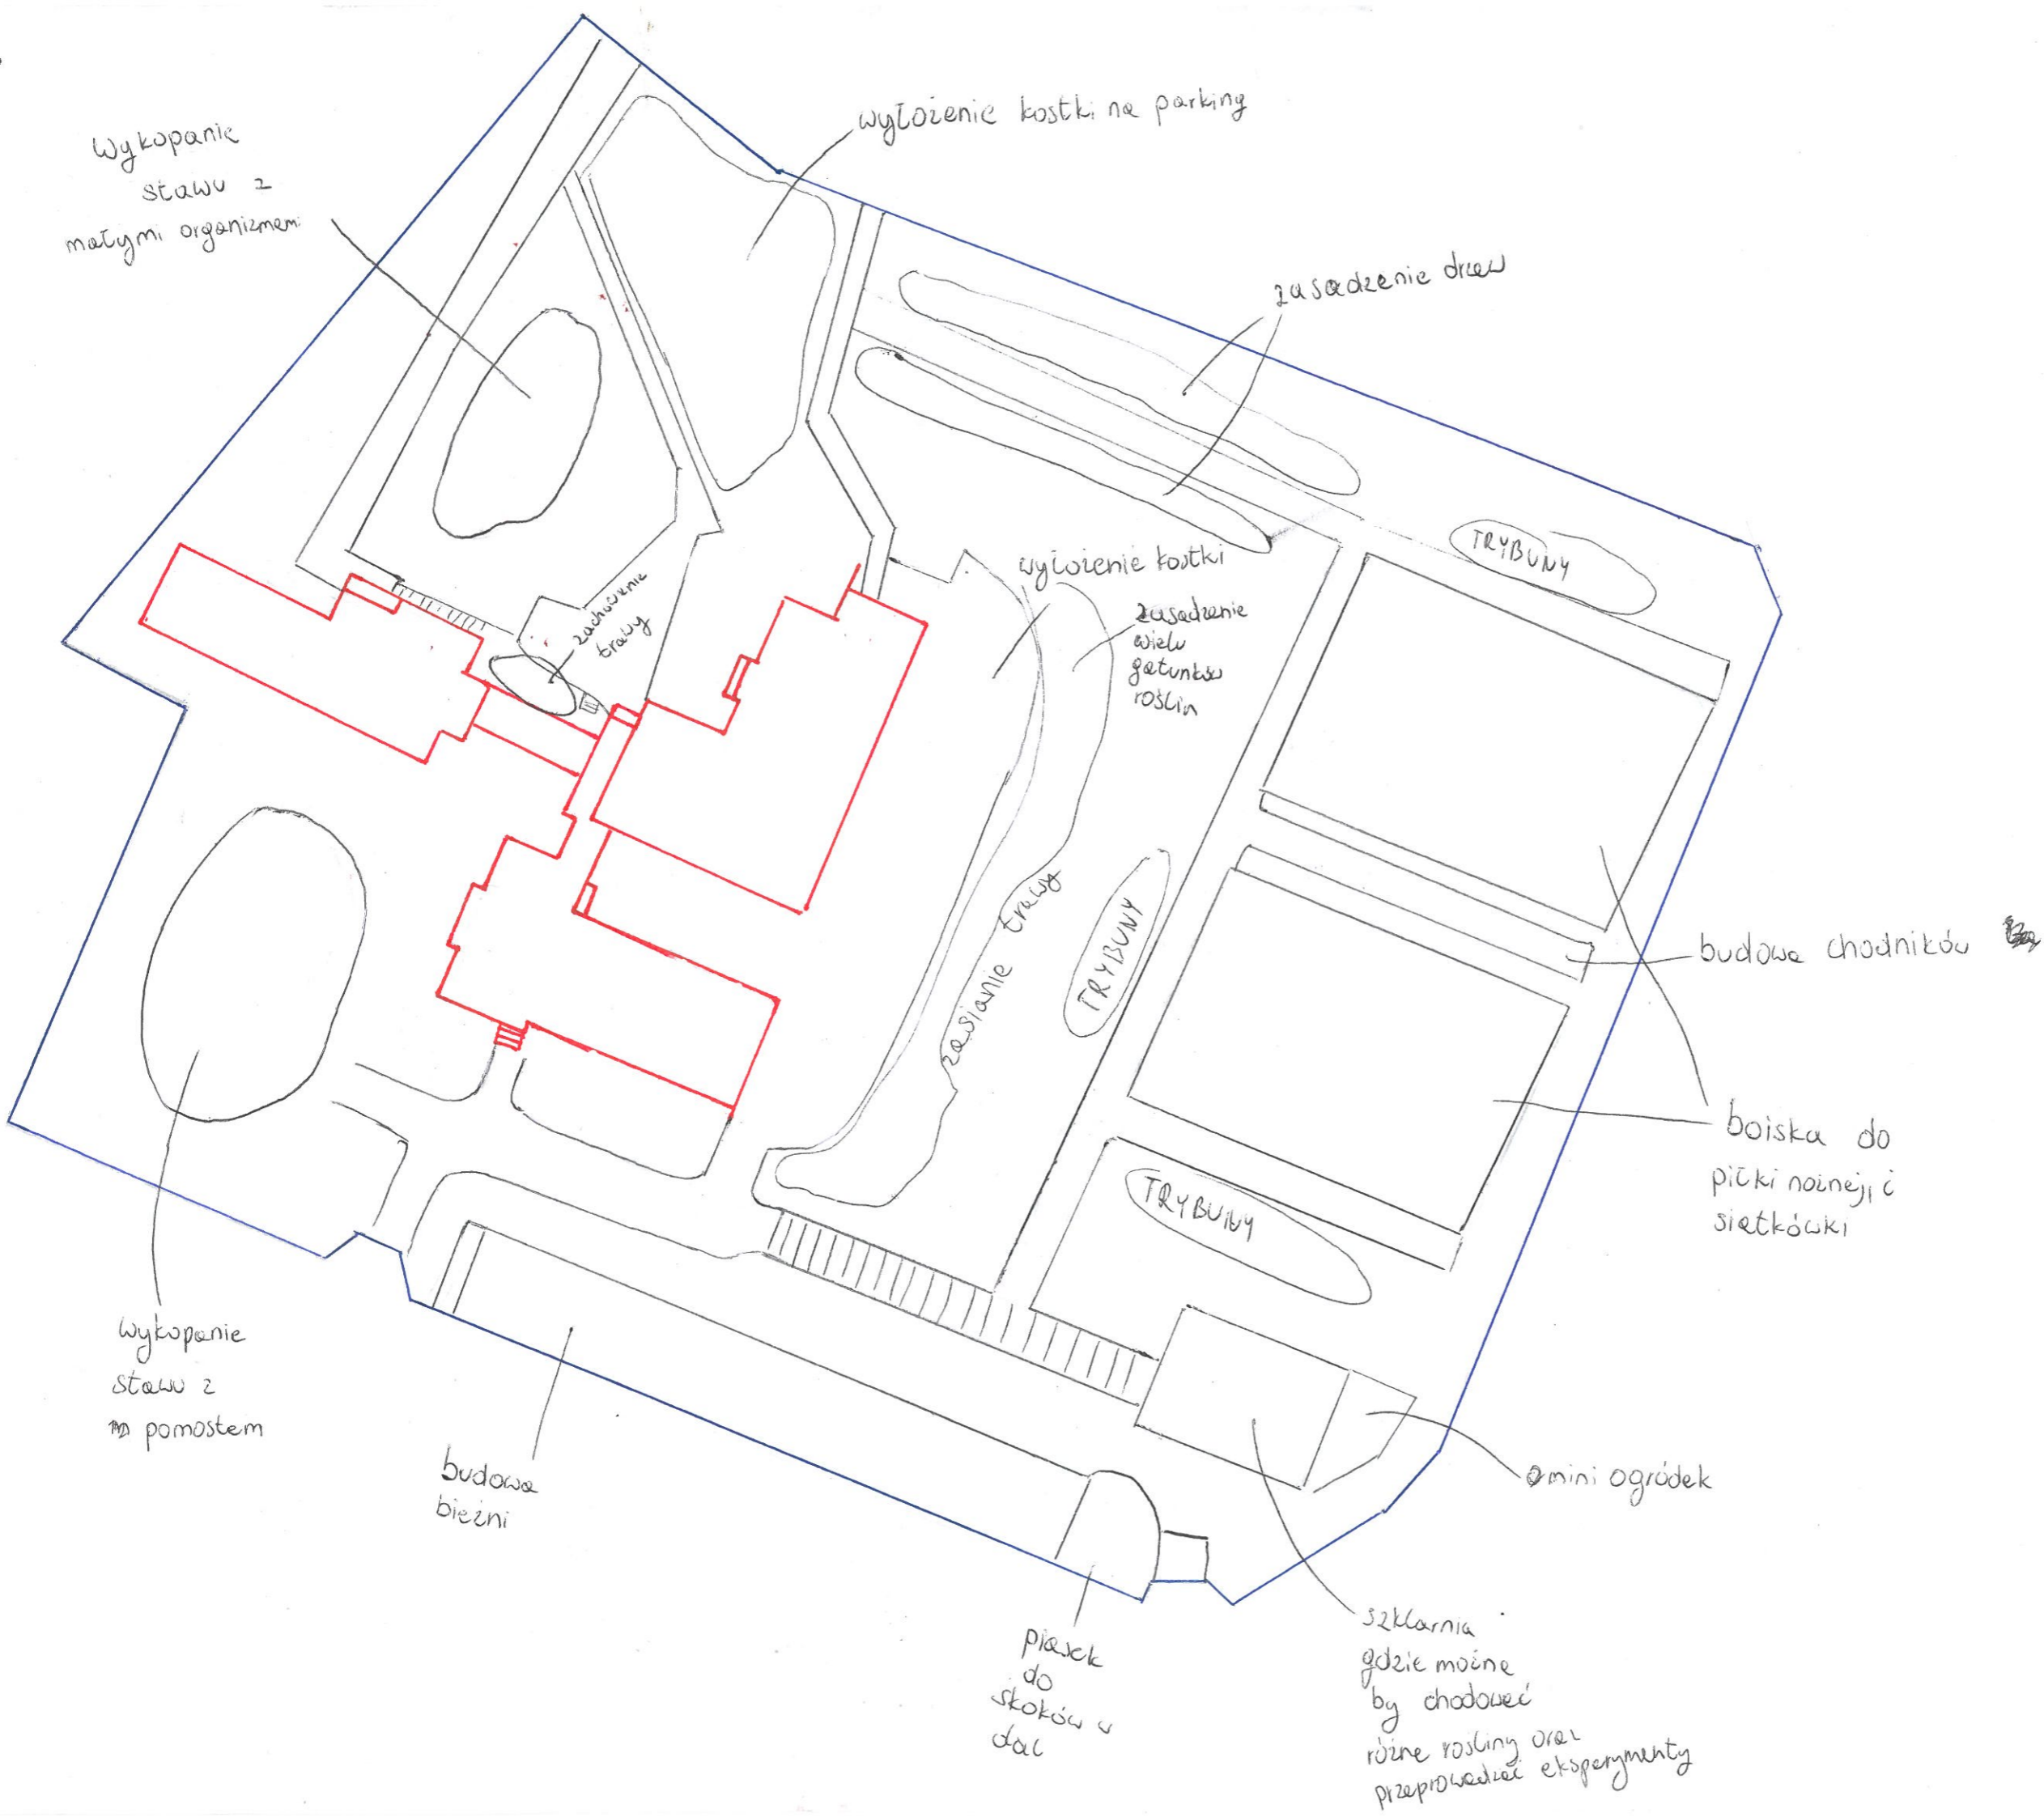 wyłożenie kostki na parking
Wykopanie
stawu z
małymi organizmami
zasadzenie drzew
TRYBUNY
wyłożenie kostki
zachowanie
trawy
zasadzenie
wielu
gatunków
roślin
zasianie trawy
TRYBUNY
budowa chodników
boiska do
piłki nożnej, i
siatkówki
TRYBUNY
wykopanie
stawu z
pomostem
budowa
bieżni
mini ogródek
piasek
do
skoków w
dal
szklarnia
gdzie można
by chodować
różne rośliny oraz
przeprowadzać eksperymenty